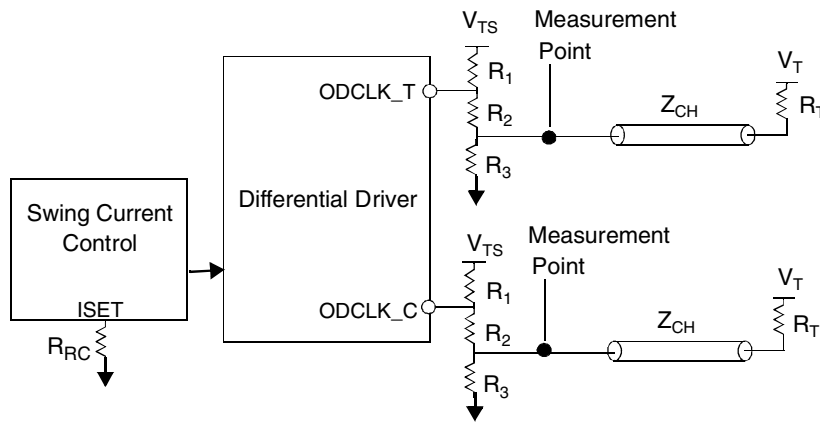 Measurement
Point
V_TS
V_T
R_1
ODCLK_T
Z_CH
R_T
R_2
R_3
Differential Driver
Swing Current
Control
Measurement
Point
V_TS
V_T
R_1
ISET
ODCLK_C
Z_CH
R_T
R_2
R_RC
R_3